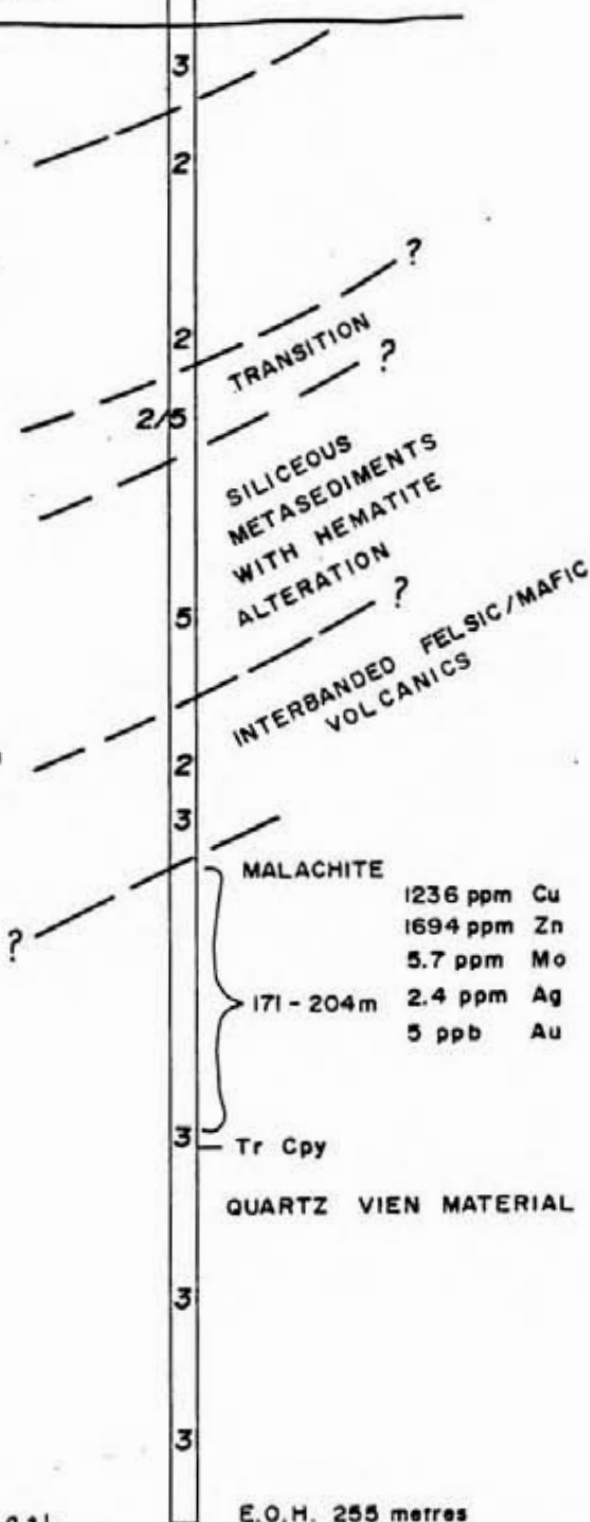 3
2
?
2
TRANSITION
?
2/5
SILICEOUS
METASEDIMENTS
WITH HEMATITE
ALTERATION
?
5
INTERBANDED FELSIC/MAFIC
VOLCANICS
2
3
MALACHITE
1236 ppm Cu
1694 ppm Zn
?
5.7 ppm Mo
171-204m
2.4 ppm Ag
5 ppb Au
3
Tr Cpy
QUARTZ VIEN MATERIAL
3
3
E.O.H. 255 metres